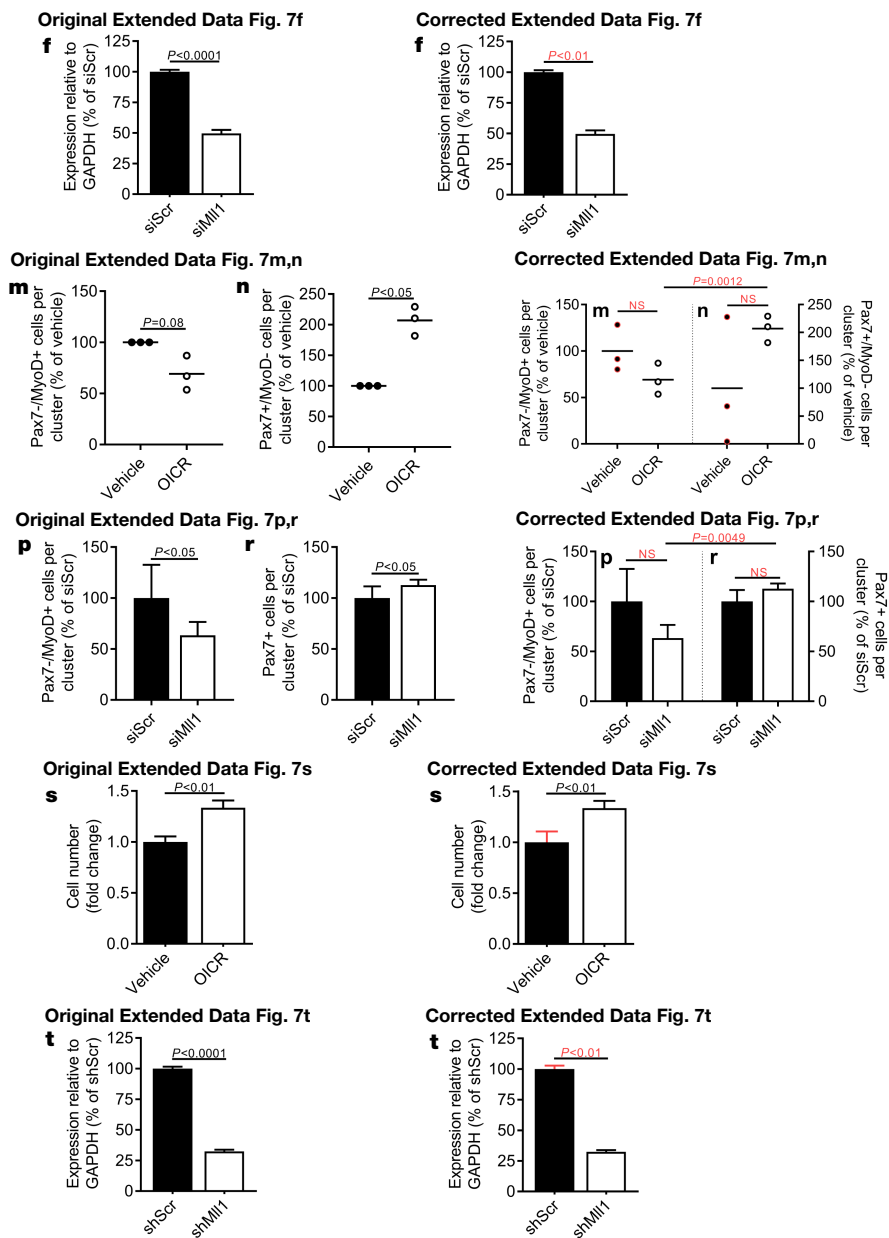 Original Extended Data Fig. 7f
f
P<0.0001
Expression relative to
GAPDH (% of siScr)
125
100
75
50
25
0
siScr
siMll1
Corrected Extended Data Fig. 7f
f
P<0.01
Expression relative to
GAPDH (% of siScr)
125
100
75
50
25
0
siScr
siMll1
Original Extended Data Fig. 7m,n
m
P=0.08
Pax7-/MyoD+ cells per
cluster (% of vehicle)
150
100
50
0
Vehicle
OICR
n
P<0.05
Pax7+/MyoD- cells per
cluster (% of vehicle)
250
200
150
100
50
0
Vehicle
OICR
Corrected Extended Data Fig. 7m,n
P=0.0012
m
NS
n
NS
Pax7-/MyoD+ cells per
cluster (% of vehicle)
150
100
50
0
Vehicle
OICR
Vehicle
OICR
250
200
150
100
50
0
Pax7+/MyoD- cells per
cluster (% of vehicle)
Original Extended Data Fig. 7p,r
p
P<0.05
Pax7-/MyoD+ cells per
cluster (% of siScr)
150
100
50
0
siScr
siMll1
r
P<0.05
Pax7+ cells per
cluster (% of siScr)
150
100
50
0
siScr
siMll1
Corrected Extended Data Fig. 7p,r
P=0.0049
p
NS
r
NS
Pax7-/MyoD+ cells per
cluster (% of siScr)
150
100
50
0
siScr
siMll1
siScr
siMll1
150
100
50
0
Pax7+ cells per
cluster (% of siScr)
Original Extended Data Fig. 7s
s
P<0.01
Cell number
(fold change)
1.5
1.0
0.5
0.0
Vehicle
OICR
Corrected Extended Data Fig. 7s
s
P<0.01
Cell number
(fold change)
1.5
1.0
0.5
0.0
Vehicle
OICR
Original Extended Data Fig. 7t
t
P<0.0001
Expression relative to
GAPDH (% of shScr)
125
100
75
50
25
0
shScr
shMll1
Corrected Extended Data Fig. 7t
t
P<0.01
Expression relative to
GAPDH (% of shScr)
125
100
75
50
25
0
shScr
shMll1